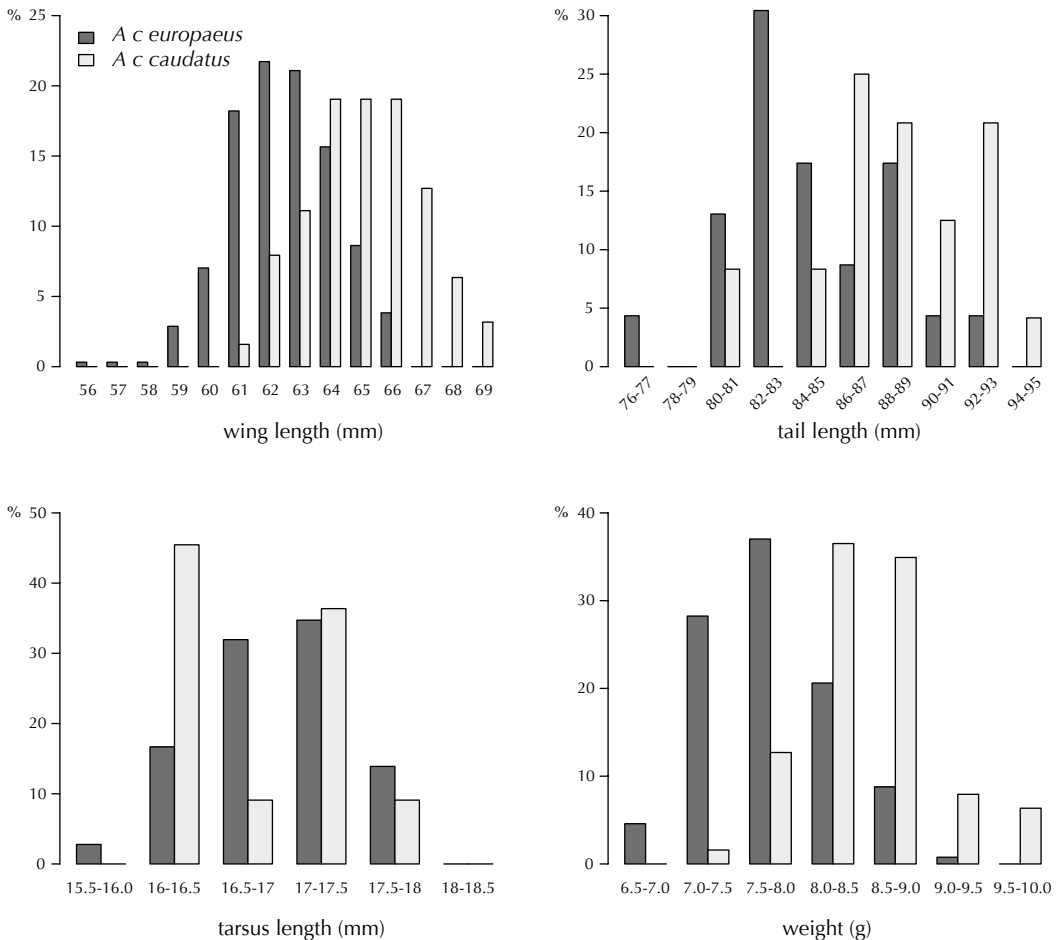 % 25
20
15
10
5
0
A c europaeus
A c caudatus
56 57 58 59 60 61 62 63 64 65 66 67 68 69
wing length (mm)
% 30
25
20
15
10
5
0
76-77 78-79 80-81 82-83 84-85 86-87 88-89 90-91 92-93 94-95
tail length (mm)
% 50
40
30
20
10
0
15.5-16.0 16-16.5 16.5-17 17-17.5 17.5-18 18-18.5
tarsus length (mm)
% 40
30
20
10
0
6.5-7.0 7.0-7.5 7.5-8.0 8.0-8.5 8.5-9.0 9.0-9.5 9.5-10.0
weight (g)